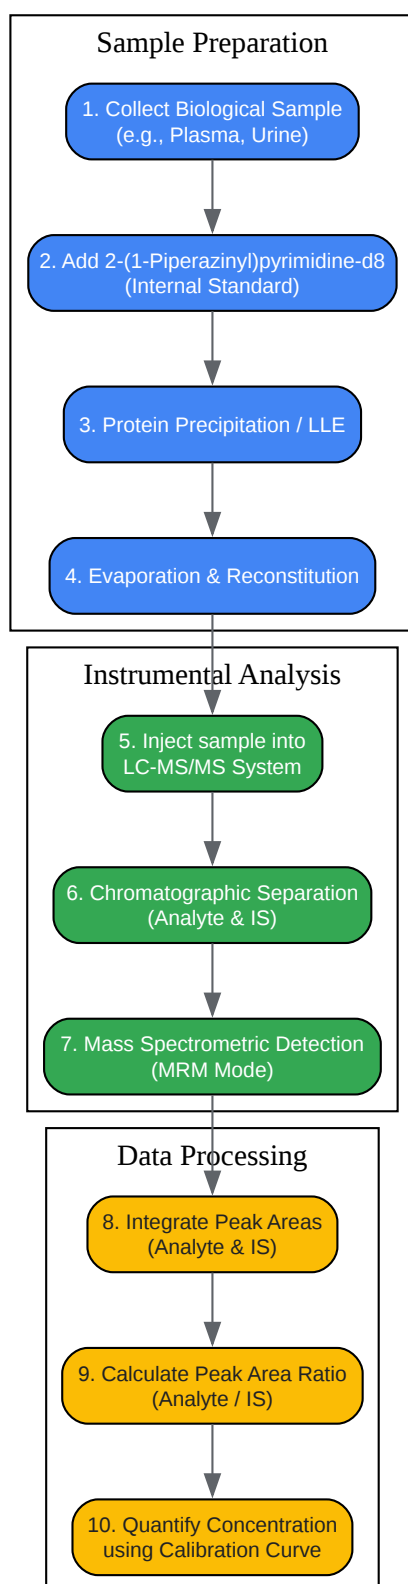 Sample Preparation
1. Collect Biological Sample
(e.g., Plasma, Urine)
2. Add 2-(1-Piperazinyl)pyrimidine-d8
(Internal Standard)
3. Protein Precipitation / LLE
4. Evaporation & Reconstitution
Instrumental Analysis
5. Inject sample into
LC-MS/MS System
6. Chromatographic Separation
(Analyte & IS)
7. Mass Spectrometric Detection
(MRM Mode)
Data Processing
8. Integrate Peak Areas
(Analyte & IS)
9. Calculate Peak Area Ratio
(Analyte / IS)
10. Quantify Concentration
using Calibration Curve